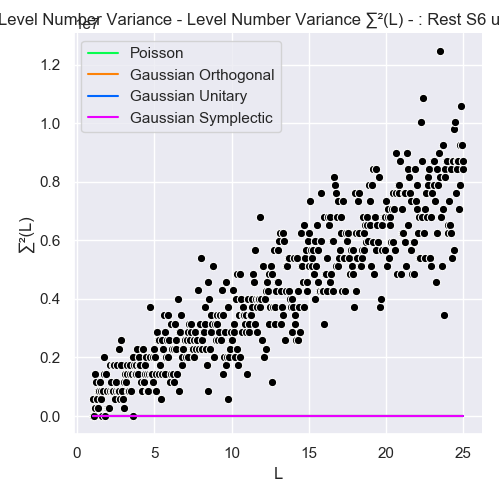 Level Number Variance - Level Number Variance ∑²(L) - : Rest S6 u
1e7
Poisson
Gaussian Orthogonal
Gaussian Unitary
Gaussian Symplectic
1.2
1.0
0.8
0.6
0.4
0.2
0.0
∑²(L)
0 5 10 15 20 25
L